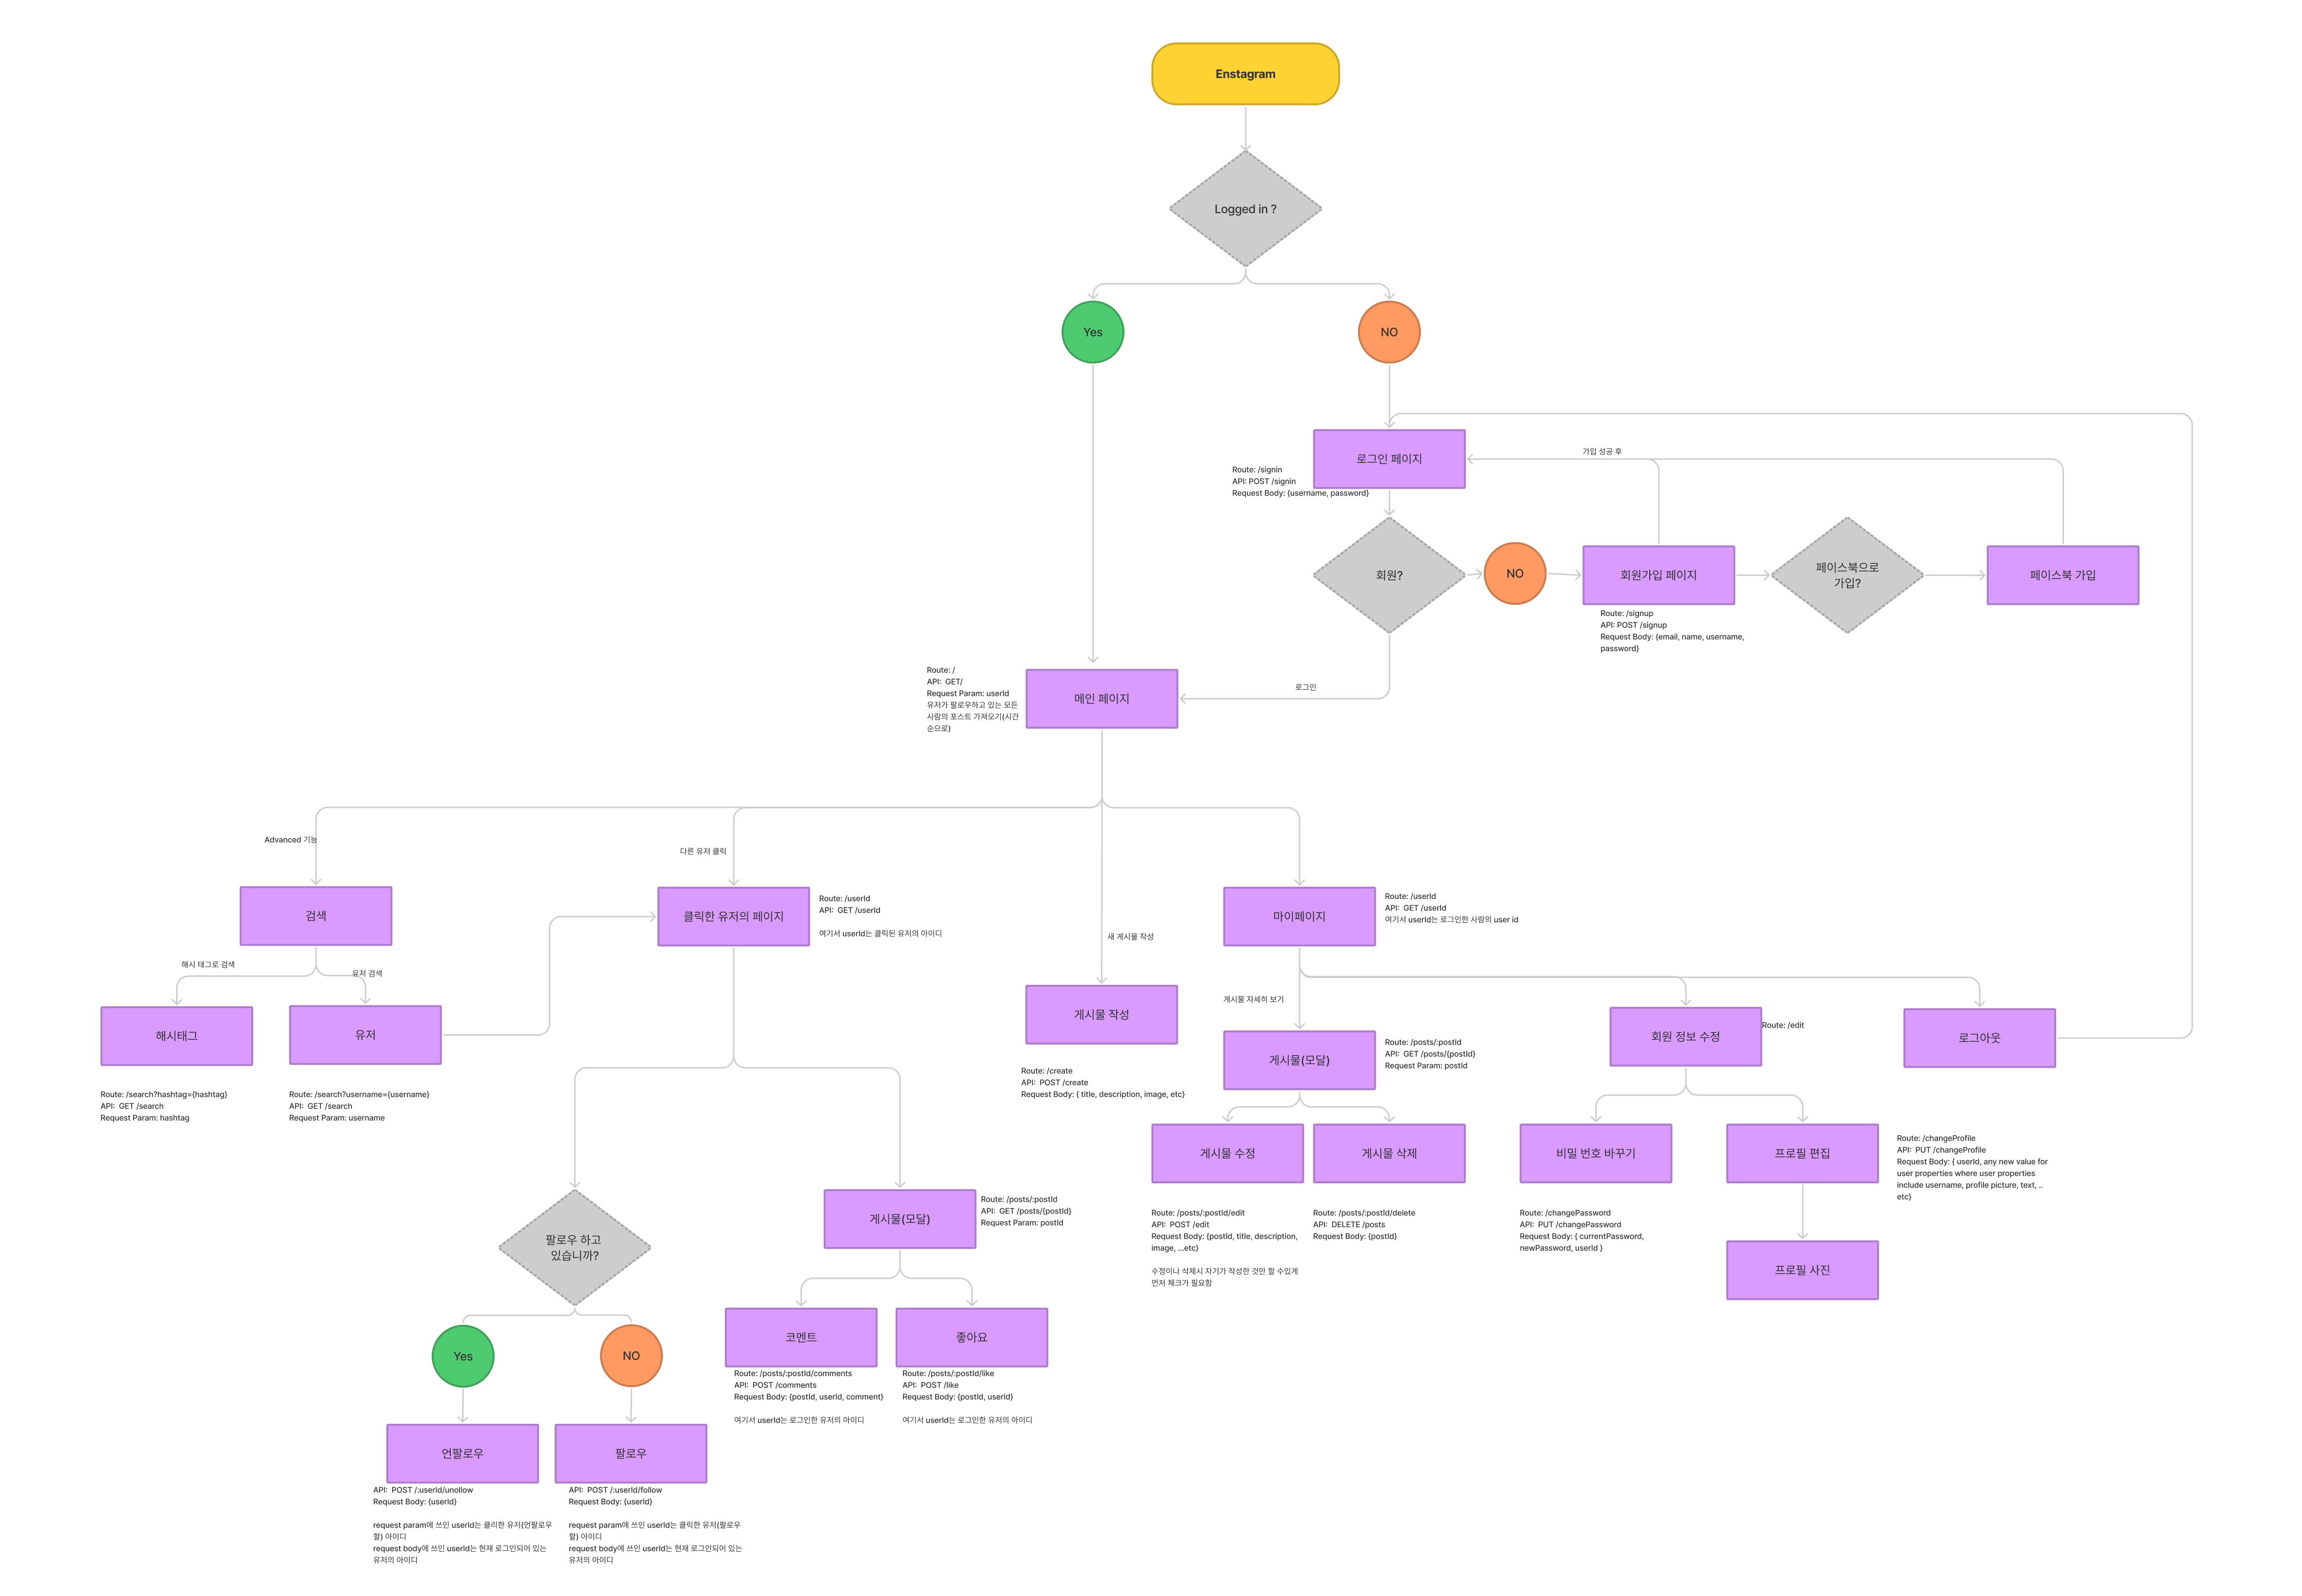 Enstagram
Logged in ?
Yes
NO
로그인 페이지
Route: /signin
API: POST /signin
Request Body: {username, password}
가입 성공 후
회원?
NO
회원가입 페이지
Route: /signup
API: POST /signup
Request Body: {email, name, username,
password}
페이스북으로
가입?
페이스북 가입
로그인
메인 페이지
Route: /
API:  GET/
Request Param: userId
유저가 팔로우하고 있는 모든
사람의 포스트 가져오기(시간
순으로)
Advanced 기능
다른 유저 클릭
새 게시물 작성
검색
해시 태그로 검색
유저 검색
해시태그
Route: /search?hashtag={hashtag}
API:  GET /search
Request Param: hashtag
유저
Route: /search?username={username}
API:  GET /search
Request Param: username
클릭한 유저의 페이지
Route: /userId
API:  GET /userId
여기서 userId는 클릭된 유저의 아이디
게시물 작성
Route: /create
API:  POST /create
Request Body: { title, description, image, etc}
마이페이지
Route: /userId
API:  GET /userId
여기서 userId는 로그인한 사람의 user id
게시물 자세히 보기
게시물(모달)
Route: /posts/:postId
API:  GET /posts/{postId}
Request Param: postId
회원 정보 수정
Route: /edit
로그아웃
게시물 수정
Route: /posts/:postId/edit
API:  POST /edit
Request Body: {postId, title, description,
image, ...etc}
수정이나 삭제시 자기가 작성한 것만 할 수있게
먼저 체크가 필요함
게시물 삭제
Route: /posts/:postId/delete
API:  DELETE /posts
Request Body: {postId}
비밀 번호 바꾸기
Route: /changePassword
API:  PUT /changePassword
Request Body: { currentPassword,
newPassword, userId }
프로필 편집
Route: /changeProfile
API:  PUT /changeProfile
Request Body: { userId, any new value for
user properties where user properties
include username, profile picture, text, ..
etc}
프로필 사진
팔로우 하고
있습니까?
게시물(모달)
Route: /posts/:postId
API:  GET /posts/{postId}
Request Param: postId
Yes
NO
코멘트
Route: /posts/:postId/comments
API:  POST /comments
Request Body: {postId, userId, comment}
여기서 userId는 로그인한 유저의 아이디
좋아요
Route: /posts/:postId/like
API:  POST /like
Request Body: {postId, userId}
여기서 userId는 로그인한 유저의 아이디
언팔로우
API:  POST /:userId/unollow
Request Body: {userId}
request param에 쓰인 userId는 클리한 유저(언팔로우
할) 아이디
request body에 쓰인 userId는 현재 로그인되어 있는
유저의 아이디
팔로우
API:  POST /:userId/follow
Request Body: {userId}
request param에 쓰인 userId는 클릭한 유저(팔로우
할) 아이디
request body에 쓰인 userId는 현재 로그인되어 있는
유저의 아이디